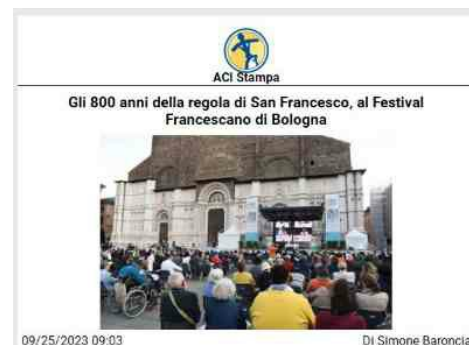 ACI Stampa
Gli 800 anni della regola di San Francesco, al Festival
Francescano di Bologna
09/25/2023 09:03
Di Simone Baroncia